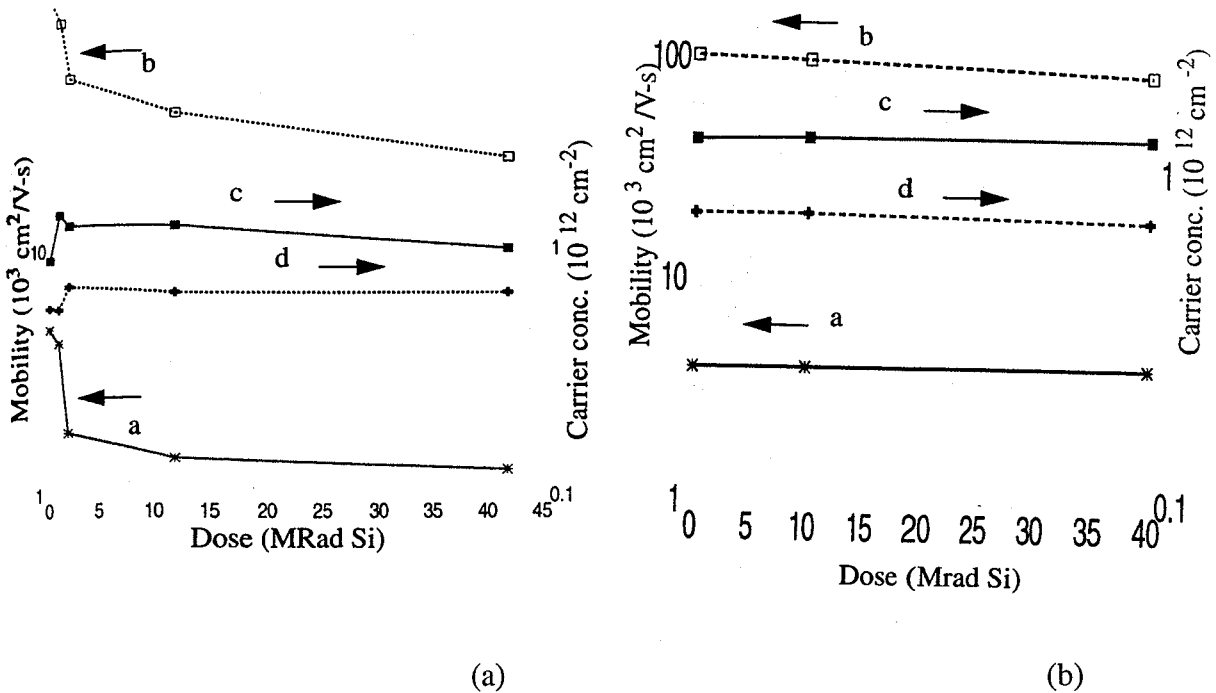 b
c
d
a
Mobility (10³ cm²/V-s)
10
1
Carrier conc. (10¹² cm⁻²)
1
0.1
0 5 10 15 20 25 30 35 40 45
Dose (MRad Si)
(a)
b
c
d
a
Mobility (10³ cm² /V-s)
100
10
1
Carrier conc. (10¹² cm⁻²)
1
0.1
0 5 10 15 20 25 30 35 40
Dose (Mrad Si)
(b)